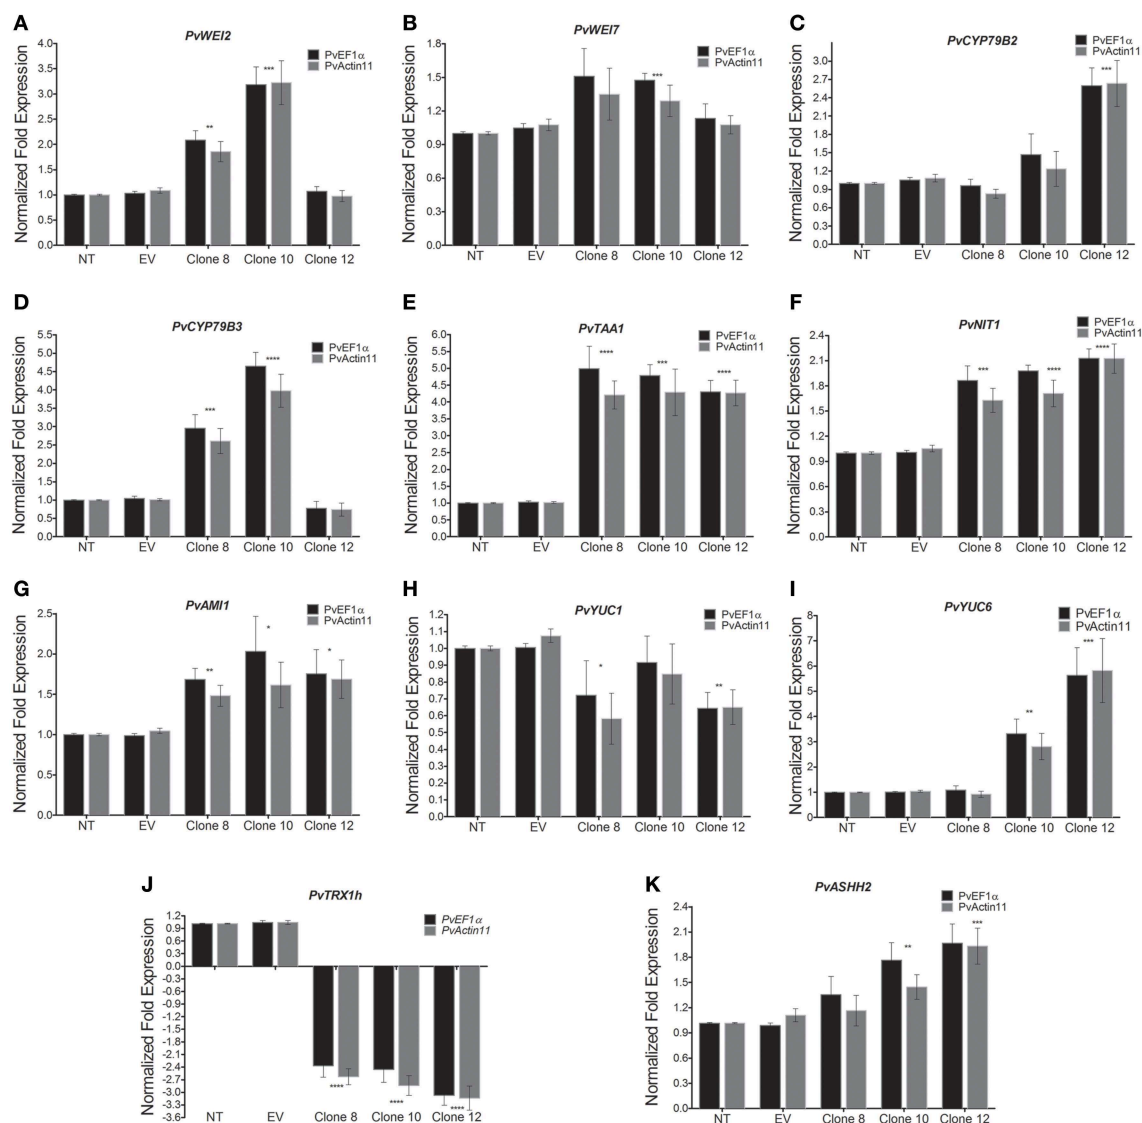 A
PvWEI2
PvEF1α
PvActin11
Normalized Fold Expression
4.0
3.5
3.0
2.5
2.0
1.5
1.0
0.5
0.0
**
***
NT EV Clone 8 Clone 10 Clone 12
B
PvWEI7
PvEF1α
PvActin11
Normalized Fold Expression
1.8
1.5
1.2
0.9
0.6
0.3
0.0
***
NT EV Clone 8 Clone 10 Clone 12
C
PvCYP79B2
PvEF1α
PvActin11
Normalized Fold Expression
3.0
2.7
2.4
2.1
1.8
1.5
1.2
0.9
0.6
0.3
0.0
***
NT EV Clone 8 Clone 10 Clone 12
D
PvCYP79B3
PvEF1α
PvActin11
Normalized Fold Expression
5.5
5.0
4.5
4.0
3.5
3.0
2.5
2.0
1.5
1.0
0.5
0.0
***
****
NT EV Clone 8 Clone 10 Clone 12
E
PvTAA1
PvEF1α
PvActin11
Normalized Fold Expression
6.0
5.5
5.0
4.5
4.0
3.5
3.0
2.5
2.0
1.5
1.0
0.5
0.0
****
***
****
NT EV Clone 8 Clone 10 Clone 12
F
PvNIT1
PvEF1α
PvActin11
Normalized Fold Expression
2.4
2.1
1.8
1.5
1.2
0.9
0.6
0.3
0.0
***
****
****
NT EV Clone 8 Clone 10 Clone 12
G
PvAMI1
PvEF1α
PvActin11
Normalized Fold Expression
2.5
2.0
1.5
1.0
0.5
0.0
**
*
*
NT EV Clone 8 Clone 10 Clone 12
H
PvYUC1
PvEF1α
PvActin11
Normalized Fold Expression
1.2
1.1
1.0
0.9
0.8
0.7
0.6
0.5
0.4
0.3
0.2
0.1
0.0
*
**
NT EV Clone 8 Clone 10 Clone 12
I
PvYUC6
PvEF1α
PvActin11
Normalized Fold Expression
8
7
6
5
4
3
2
1
0
**
***
NT EV Clone 8 Clone 10 Clone 12
J
PvTRX1h
PvEF1α
PvActin11
Normalized Fold Expression
1.2
0.9
0.6
0.3
0.0
-0.3
-0.6
-0.9
-1.2
-1.5
-1.8
-2.1
-2.4
-2.7
-3.0
-3.3
-3.6
****
****
****
NT EV Clone 8 Clone 10 Clone 12
K
PvASHH2
PvEF1α
PvActin11
Normalized Fold Expression
2.4
2.1
1.8
1.5
1.2
0.9
0.6
0.3
0.0
**
***
NT EV Clone 8 Clone 10 Clone 12